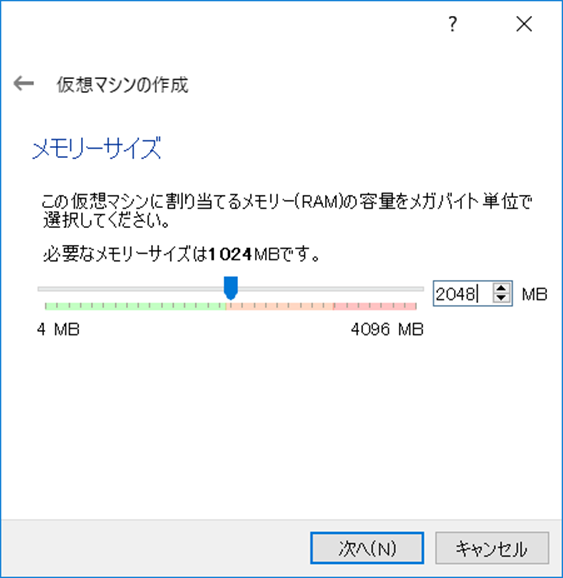 ?
仮想マシンの作成
メモリーサイズ
この仮想マシンに割り当てるメモリー(RAM)の容量をメガバイト単位で
選択してください。
必要なメモリーサイズは1024MBです。
2048 MB
4 MB 4096 MB
次へ(N) キャンセル